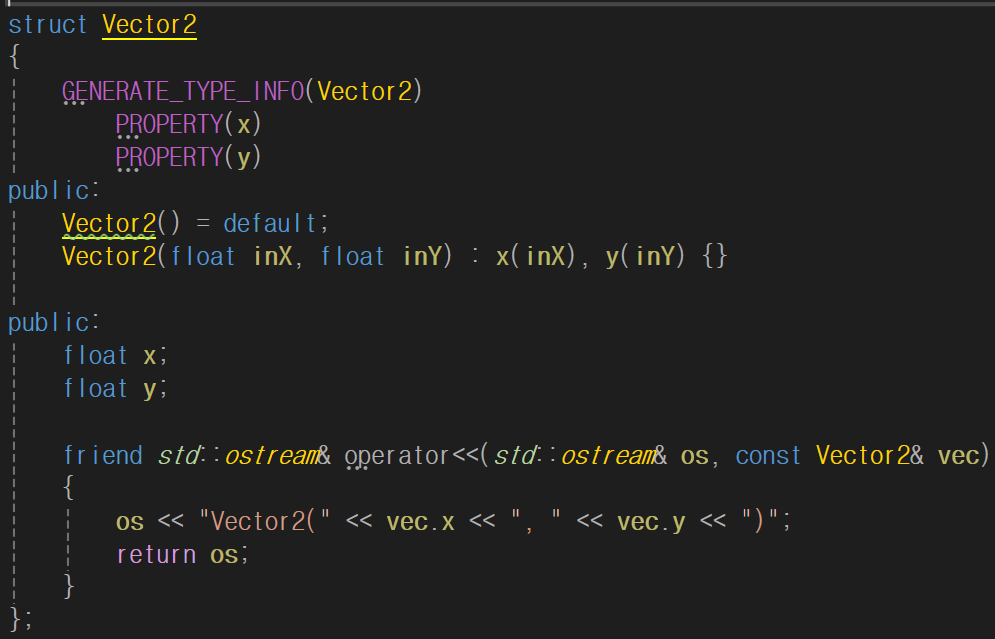 struct Vector2
{
    GENERATE_TYPE_INFO(Vector2)
        PROPERTY(x)
        PROPERTY(y)
public:
    Vector2() = default;
    Vector2(float inX, float inY) : x(inX), y(inY) {}
public:
    float x;
    float y;
    friend std::ostream& operator<<(std::ostream& os, const Vector2& vec)
    {
        os << "Vector2(" << vec.x << ", " << vec.y << ")";
        return os;
    }
};